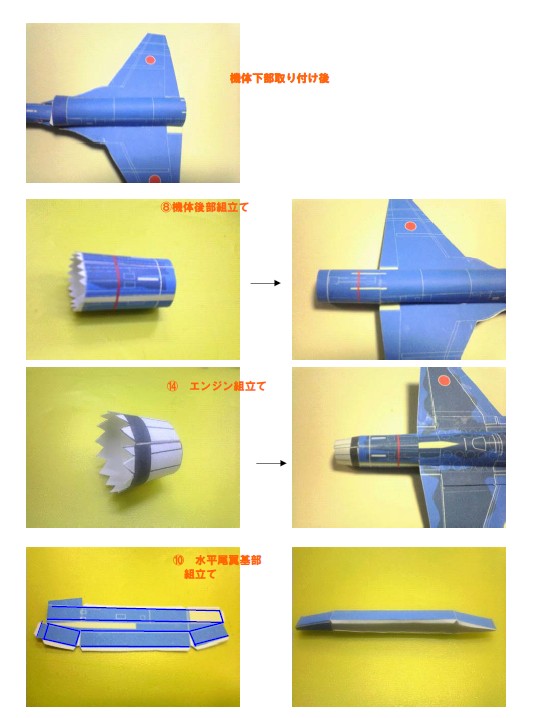 機体下部取り付け後
⑧機体後部組立て
⑭ エンジン組立て
⑩ 水平尾翼基部
組立て